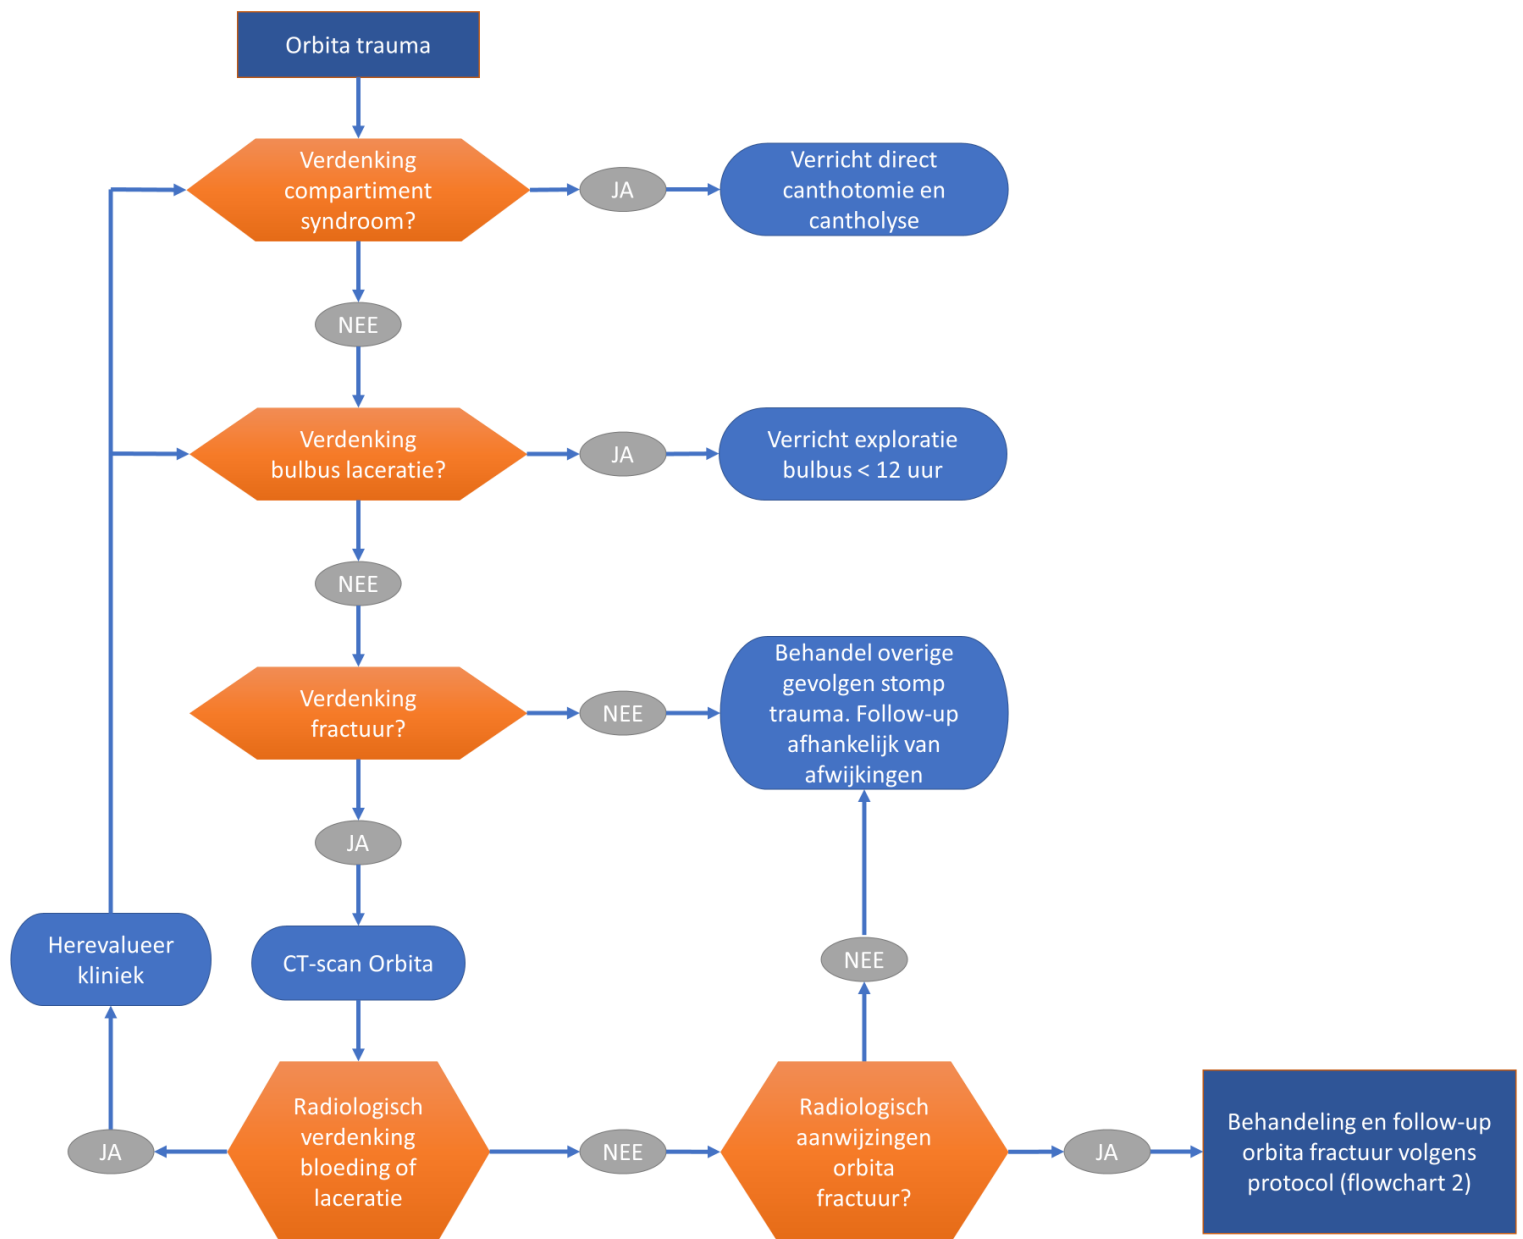 Orbita trauma
Verdenking
compartiment
syndroom?
JA
Verricht direct
canthotomie en
cantholyse
NEE
Verdenking
bulbus laceratie?
JA
Verricht exploratie
bulbus < 12 uur
NEE
Verdenking
fractuur?
NEE
Behandel overige
gevolgen stomp
trauma. Follow-up
afhankelijk van
afwijkingen
JA
Herevalueer
kliniek
CT-scan Orbita
NEE
JA
Radiologisch
verdenking
bloeding of
laceratie
NEE
Radiologisch
aanwijzingen
orbita
fractuur?
JA
Behandeling en follow-up
orbita fractuur volgens
protocol (flowchart 2)